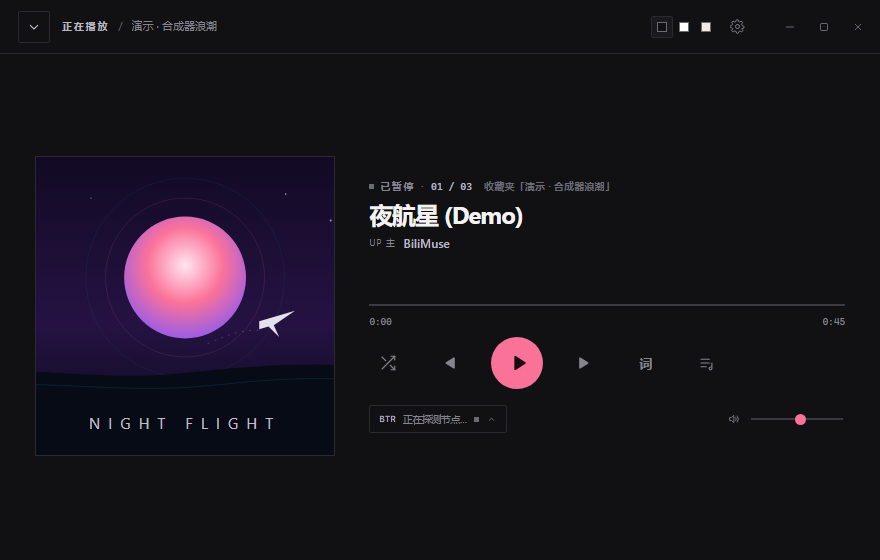 正在播放 / 演示 · 合成器浪潮
已暂停 · 01 / 03 收藏夹「演示 · 合成器浪潮」
夜航星 (Demo)
UP 主 BiliMuse
0:00 0:45
词
BTR 正在探测节点...
NIGHT FLIGHT